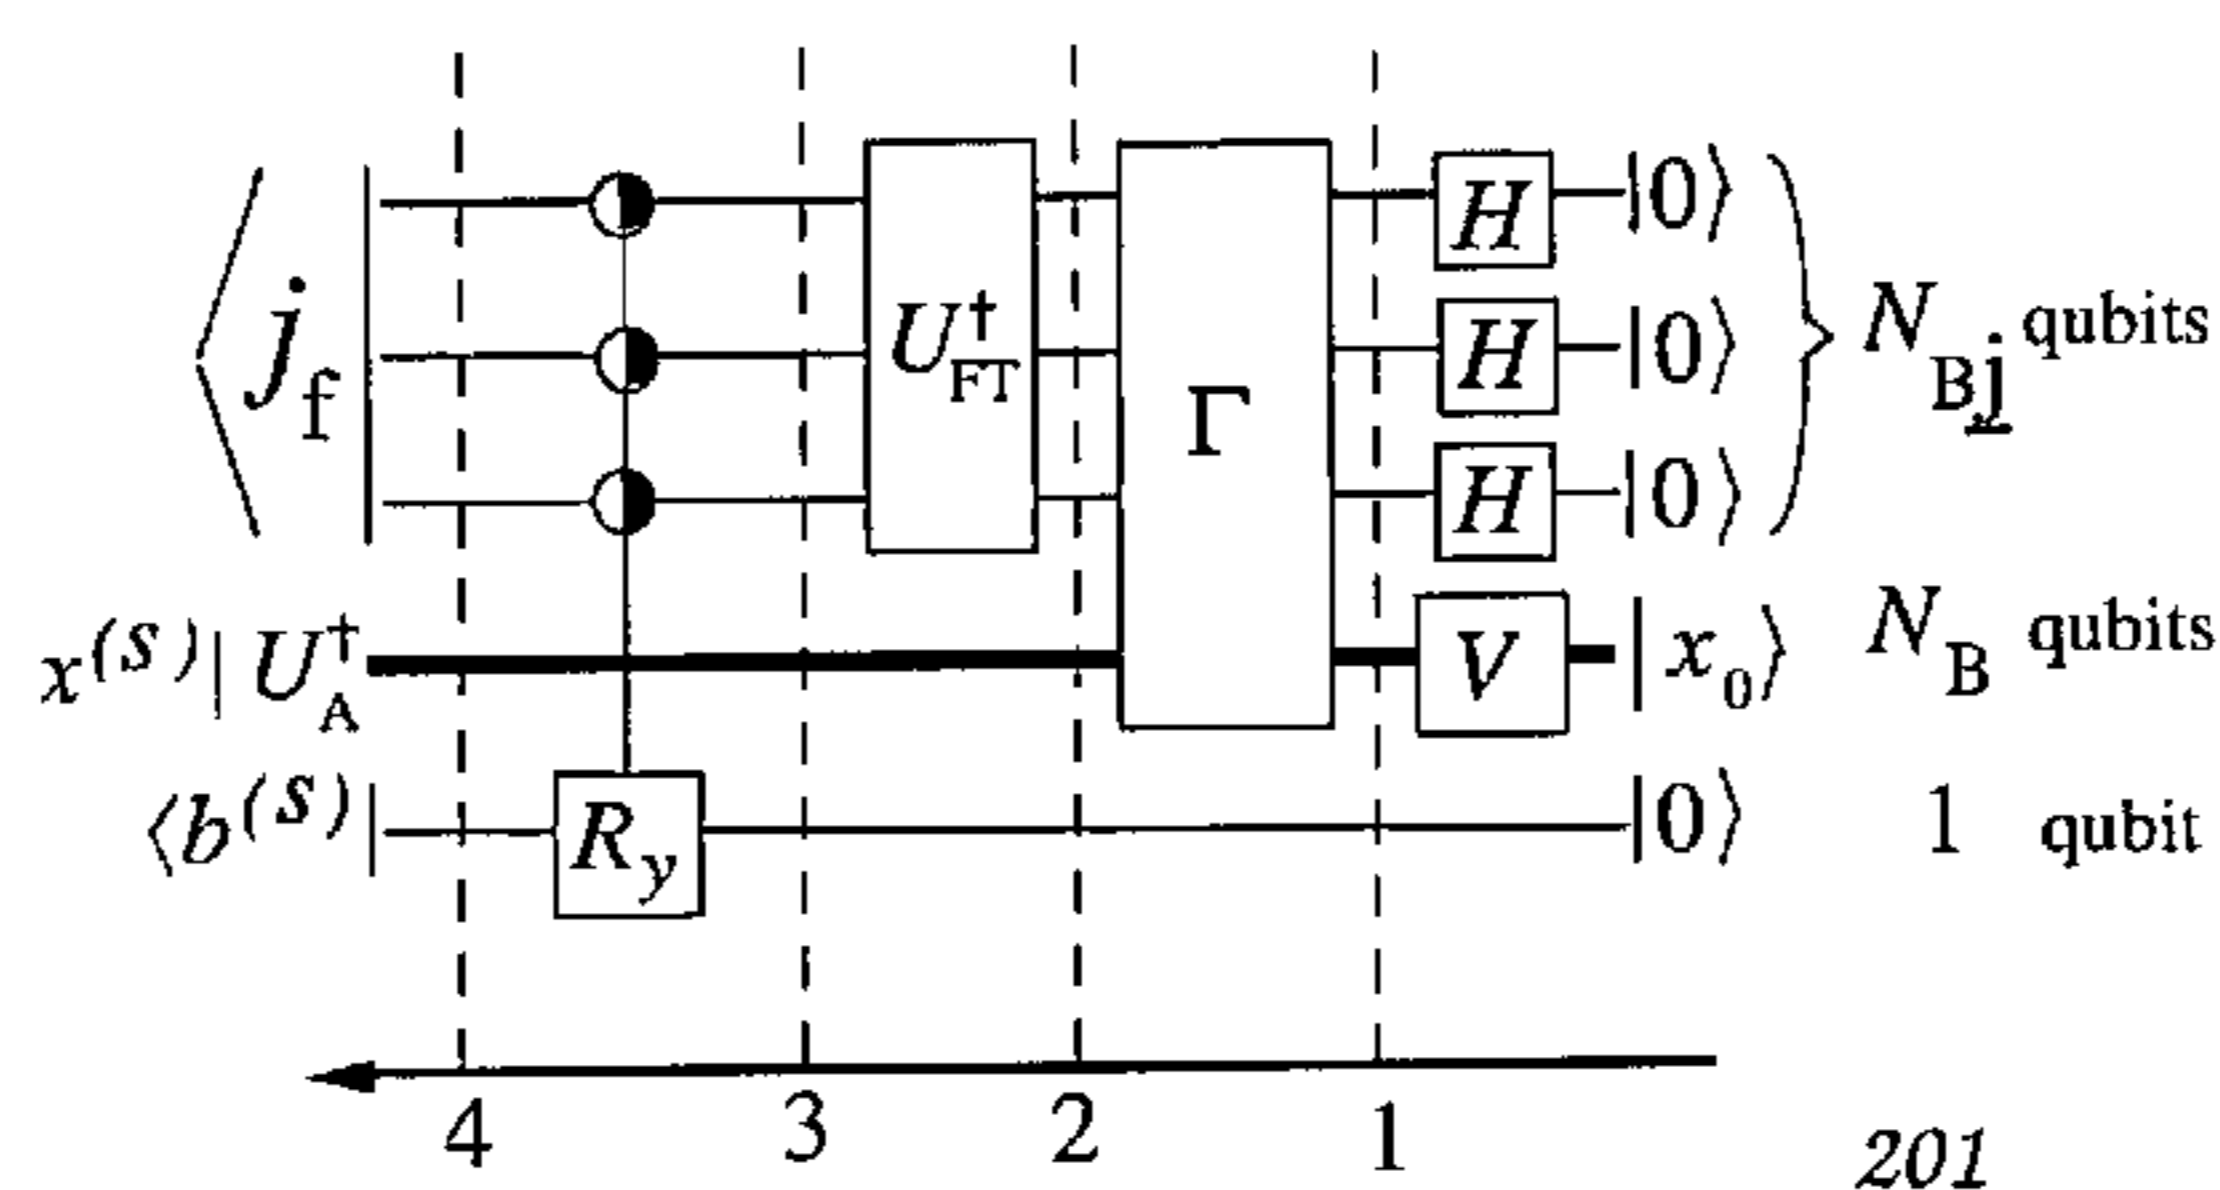 H |0⟩
⟨j_f| U†_FT Γ H |0⟩ } N_Bj qubits
H |0⟩
x^(s)| U†_A V |x_0⟩ N_B qubits
⟨b^(s)| R_y |0⟩ 1 qubit
4 3 2 1
201